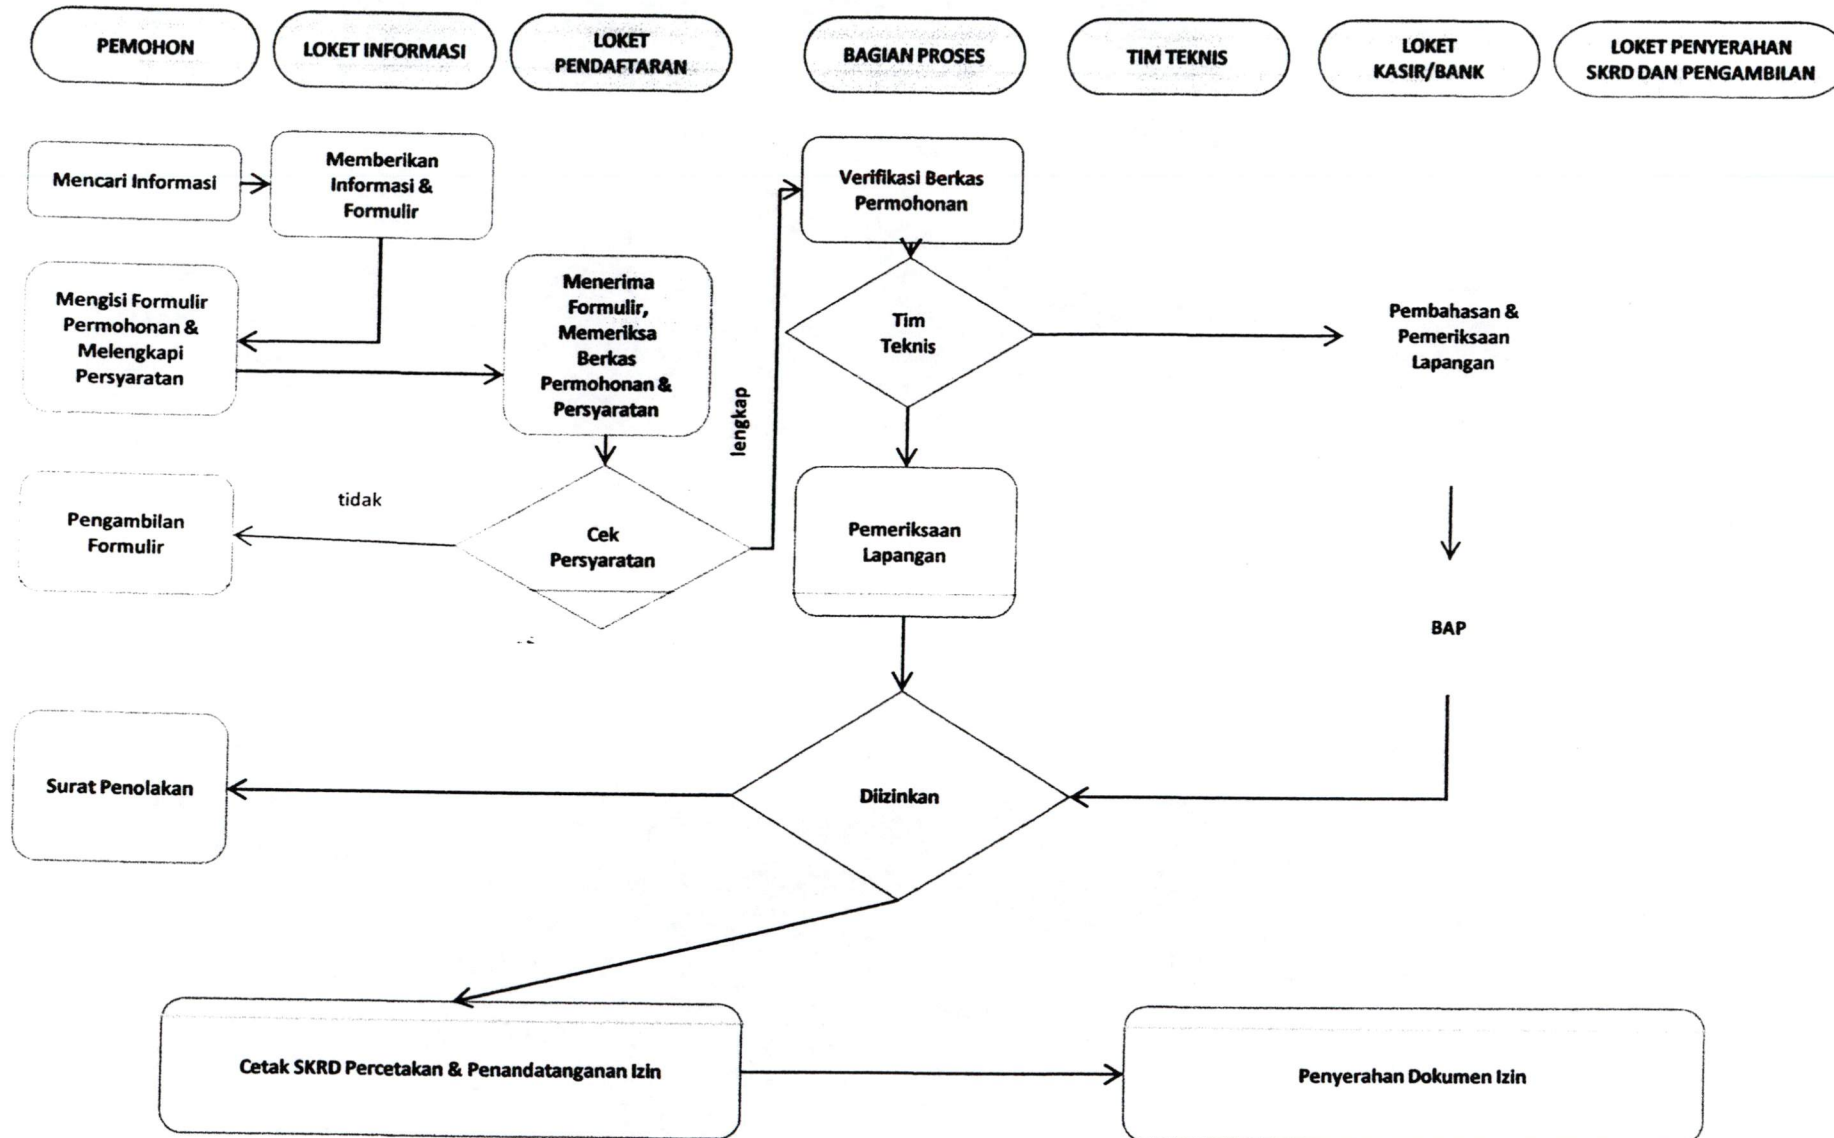 PEMOHON
LOKET INFORMASI
LOKET
PENDAFTARAN
BAGIAN PROSES
TIM TEKNIS
LOKET
KASIR/BANK
LOKET PENYERAHAN
SKRD DAN PENGAMBILAN
Mencari Informasi
Memberikan
Informasi &
Formulir
Verifikasi Berkas
Permohonan
Mengisi Formulir
Permohonan &
Melengkapi
Persyaratan
Menerima
Formulir,
Memeriksa
Berkas
Permohonan &
Persyaratan
lengkap
Tim
Teknis
Pembahasan &
Pemeriksaan
Lapangan
Pengambilan
Formulir
tidak
Cek
Persyaratan
Pemeriksaan
Lapangan
BAP
Surat Penolakan
Diizinkan
Cetak SKRD Percetakan & Penandatanganan Izin
Penyerahan Dokumen Izin